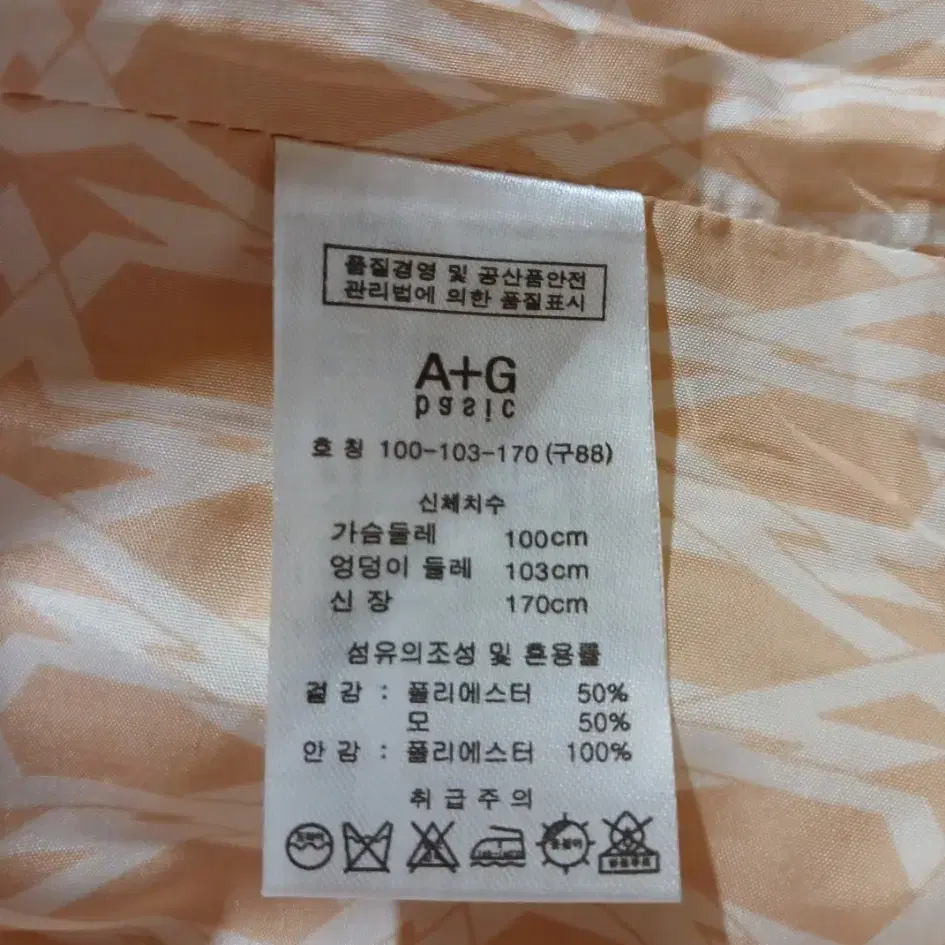 품질경영 및 공산품안전
관리법에 의한 품질표시
A+G
basic
호 칭 100-103-170 (구88)
신체치수
가슴둘레 100cm
엉덩이 둘레 103cm
신 장 170cm
섬유의조성 및 혼용률
겉 감 : 폴리에스터 50%
모 50%
안 감 : 폴리에스터 100%
취 급 주 의